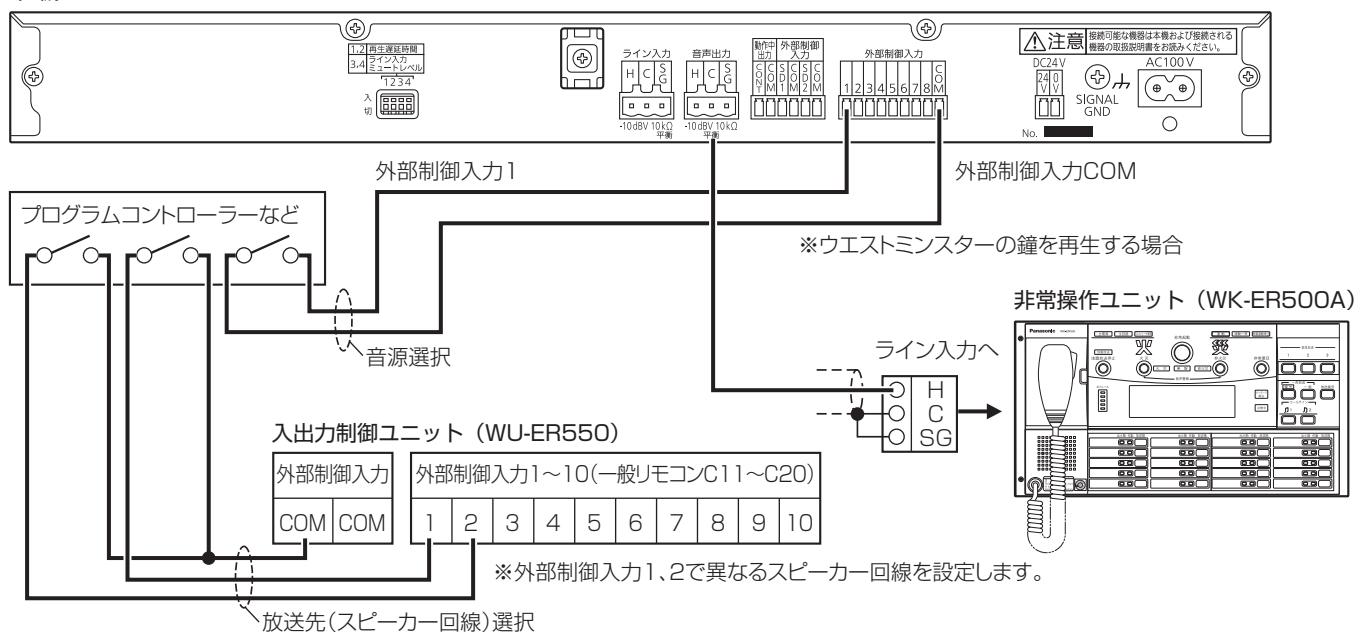 1.2 再生遅延時間
3.4 ライン入力ミュートレベル
1 2 3 4
入
切
ライン入力
H C SG
-10dBV 10kΩ
平衡
音声出力
H C SG
-10dBV 10kΩ
平衡
動作中出力
CONT COM
外部制御入力
SD1 COM SD2 COM
外部制御入力
1 2 3 4 5 6 7 8 COM
注意
接続可能な機器は本機および接続される
機器の取扱説明書をお読みください。
DC24V
24V 0V
SIGNAL
GND
AC100V
No.
外部制御入力1
外部制御入力COM
プログラムコントローラーなど
※ウエストミンスターの鐘を再生する場合
音源選択
非常操作ユニット（WK-ER500A）
Panasonic
火 災
1 2 3
ライン入力へ
H
C
SG
入出力制御ユニット（WU-ER550）
外部制御入力
COM COM
外部制御入力1～10(一般リモコンC11～C20)
1 2 3 4 5 6 7 8 9 10
※外部制御入力1、2で異なるスピーカー回線を設定します。
放送先(スピーカー回線)選択